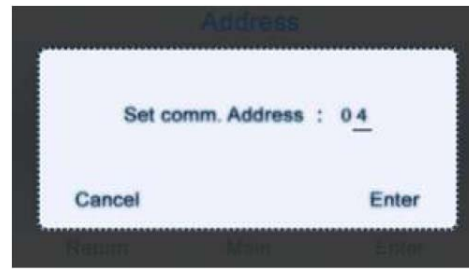 Address
Set comm. Address : 04
Cancel Enter
Return Main Enter